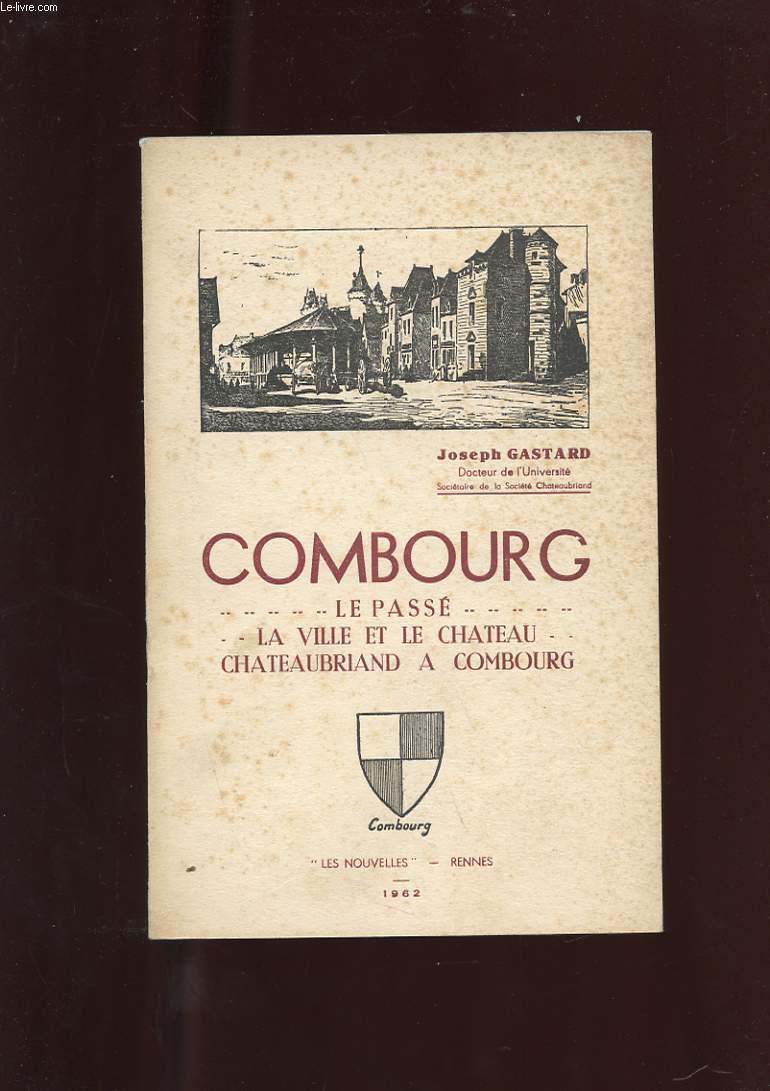 Le-livre.com
Joseph GASTARD
Docteur de l'Université
Sociétaire de la Société Chateaubriand
COMBOURG
-- -- -- -- -- LE PASSÉ -- -- -- -- --
- - LA VILLE ET LE CHATEAU - -
CHATEAUBRIAND A COMBOURG
Combourg
"LES NOUVELLES" — RENNES
1962